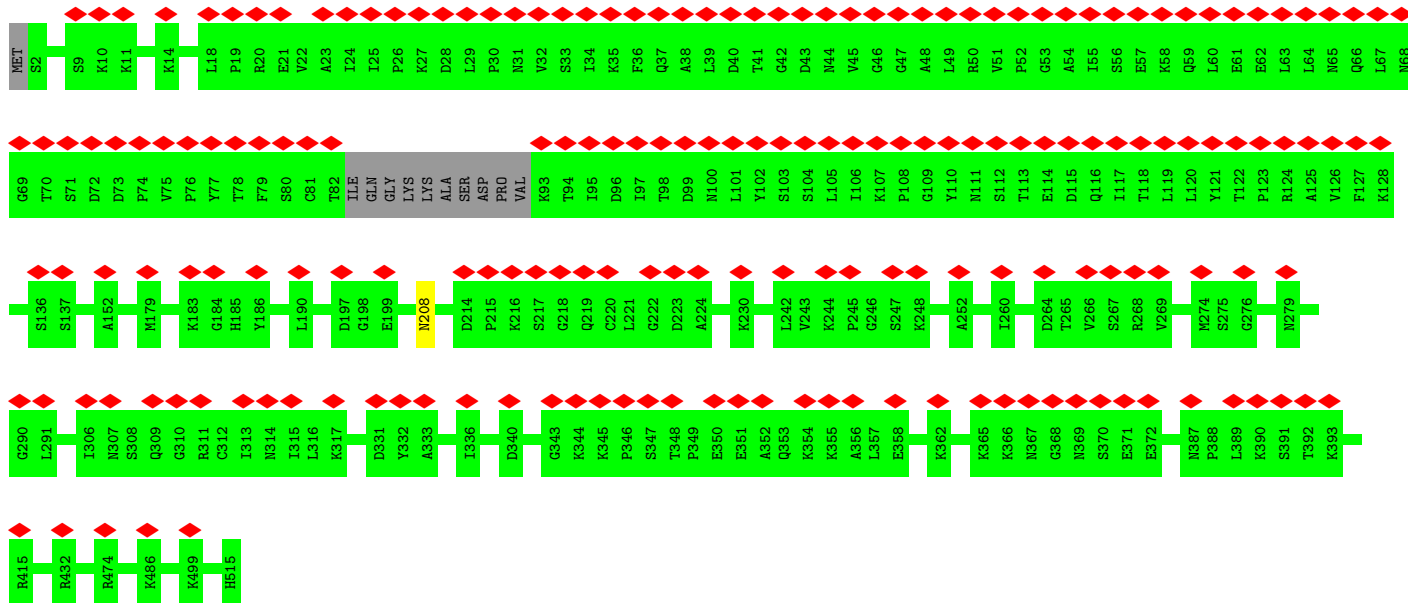 MET S2 S9 K10 K11 K14 L18 P19 R20 E21 V22 A23 I24 I25 P26 K27 D28 L29 P30 N31 V32 S33 I34 K35 F36 Q37 A38 L39 D40 T41 G42 D43 N44 V45 G46 G47 A48 L49 R50 V51 P52 G53 A54 I55 S56 E57 K58 Q59 L60 E61 E62 L63 L64 N65 Q66 L67 N68
G69 T70 S71 D72 D73 P74 V75 P76 Y77 T78 F79 S80 C81 T82 ILE GLN GLY LYS LYS ALA SER ASP PRO VAL K93 T94 I95 D96 I97 T98 D99 N100 L101 Y102 S103 S104 L105 I106 K107 P108 G109 Y110 N111 S112 T113 E114 D115 Q116 I117 T118 L119 L120 Y121 T122 P123 R124 A125 V126 F127 K128
S136 S137 A152 M179 K183 G184 H185 Y186 L190 D197 G198 E199 N208 D214 P215 K216 S217 G218 Q219 C220 L221 G222 D223 A224 K230 L242 V243 K244 P245 G246 S247 K248 A252 I260 D264 T265 V266 S267 R268 V269 M274 S275 G276 N279
G290 L291 I306 N307 S308 Q309 G310 R311 C312 I313 N314 I315 L316 K317 D331 Y332 A333 I336 D340 G343 K344 K345 P346 S347 T348 P349 E350 E351 A352 Q353 K354 K355 A356 L357 E358 K362 K365 K366 N367 G368 N369 S370 E371 E372 N387 P388 L389 K390 S391 T392 K393
R415 R432 R474 K486 K499 H515